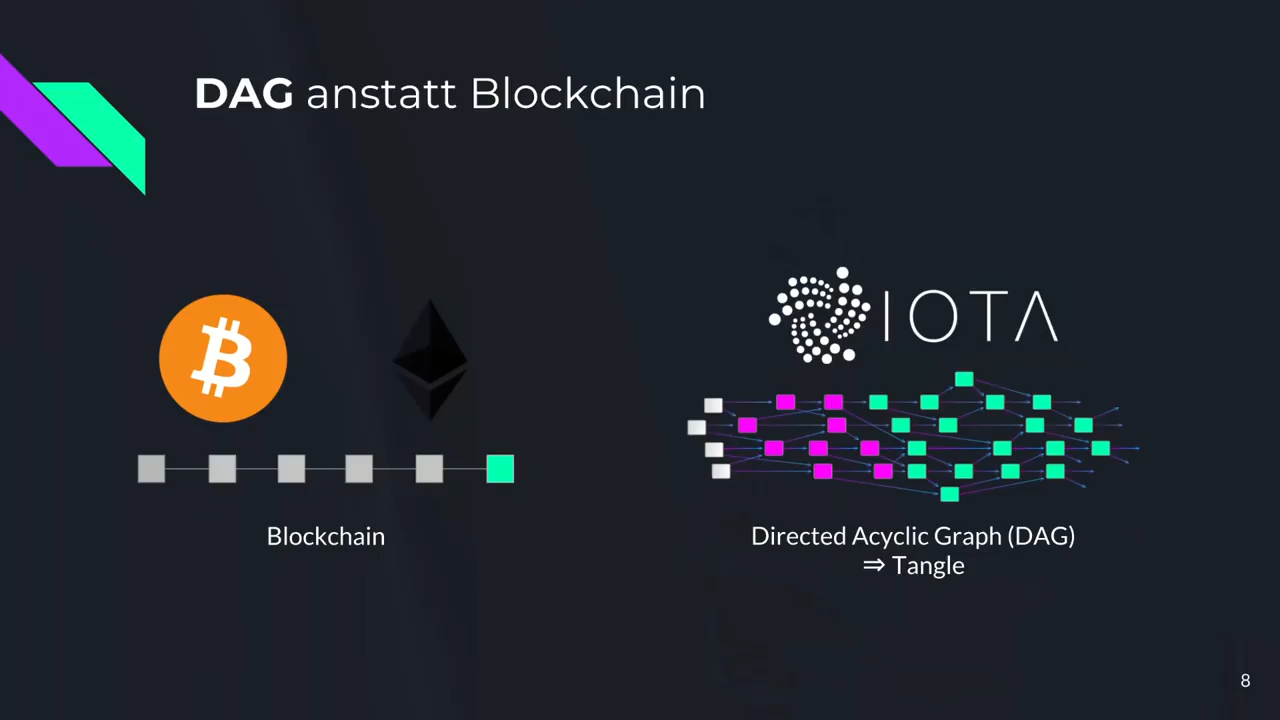 DAG anstatt Blockchain
IOTA
Blockchain
Directed Acyclic Graph (DAG)
⇒ Tangle
8